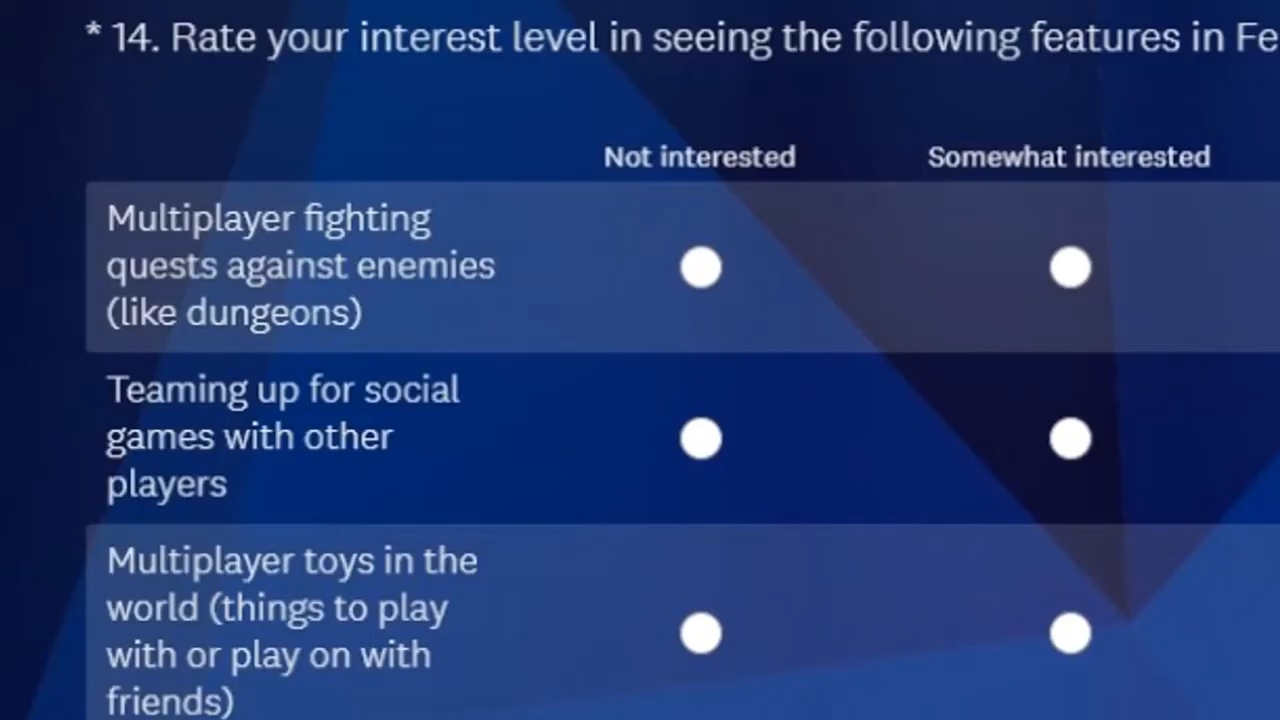 * 14. Rate your interest level in seeing the following features in Fe
Not interested
Somewhat interested
Multiplayer fighting
quests against enemies
(like dungeons)
Teaming up for social
games with other
players
Multiplayer toys in the
world (things to play
with or play on with
friends)